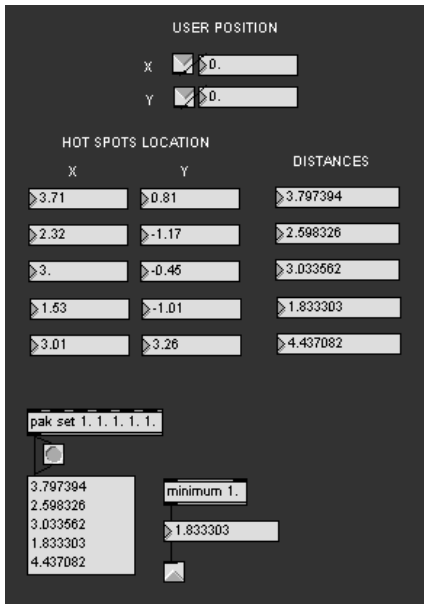 USER POSITION
X 0.
Y 0.
HOT SPOTS LOCATION
X Y DISTANCES
3.71 0.81 3.797394
2.32 -1.17 2.598326
3. -0.45 3.033562
1.53 -1.01 1.833303
3.01 3.26 4.437082
pak set 1. 1. 1. 1. 1.
3.797394
2.598326
3.033562
1.833303
4.437082
minimum 1.
1.833303